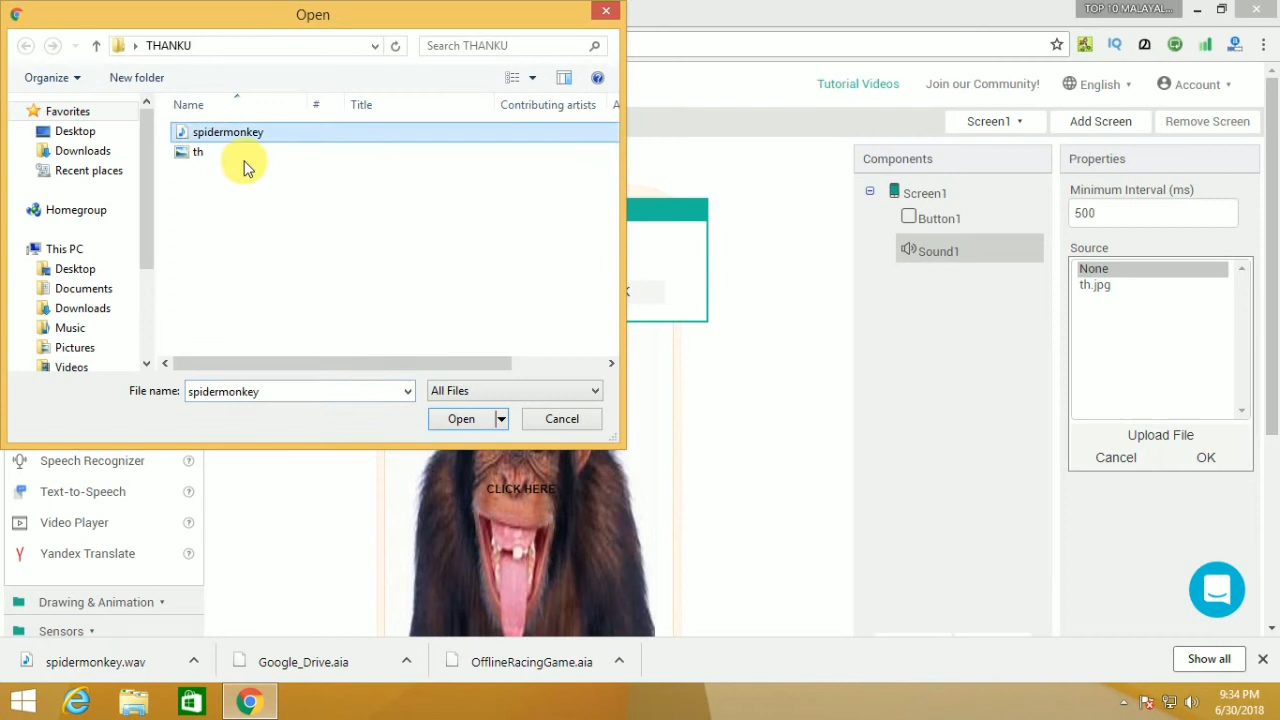 Open
TOP 10 MALAYAL...
THANKU
Search THANKU
Organize
New folder
Name
#
Title
Contributing artists
A
Favorites
Desktop
Downloads
Recent places
Homegroup
This PC
Desktop
Documents
Downloads
Music
Pictures
Videos
spidermonkey
th
File name:
spidermonkey
All Files
Open
Cancel
IQ
Tutorial Videos
Join our Community!
English
Account
Screen1
Add Screen
Remove Screen
Components
Screen1
Button1
Sound1
Properties
Minimum Interval (ms)
500
Source
None
th.jpg
Upload File
Cancel
OK
K
Speech Recognizer
Text-to-Speech
Video Player
Yandex Translate
Drawing & Animation
Sensors
CLICK HERE
spidermonkey.wav
Google_Drive.aia
OfflineRacingGame.aia
Show all
9:34 PM
6/30/2018